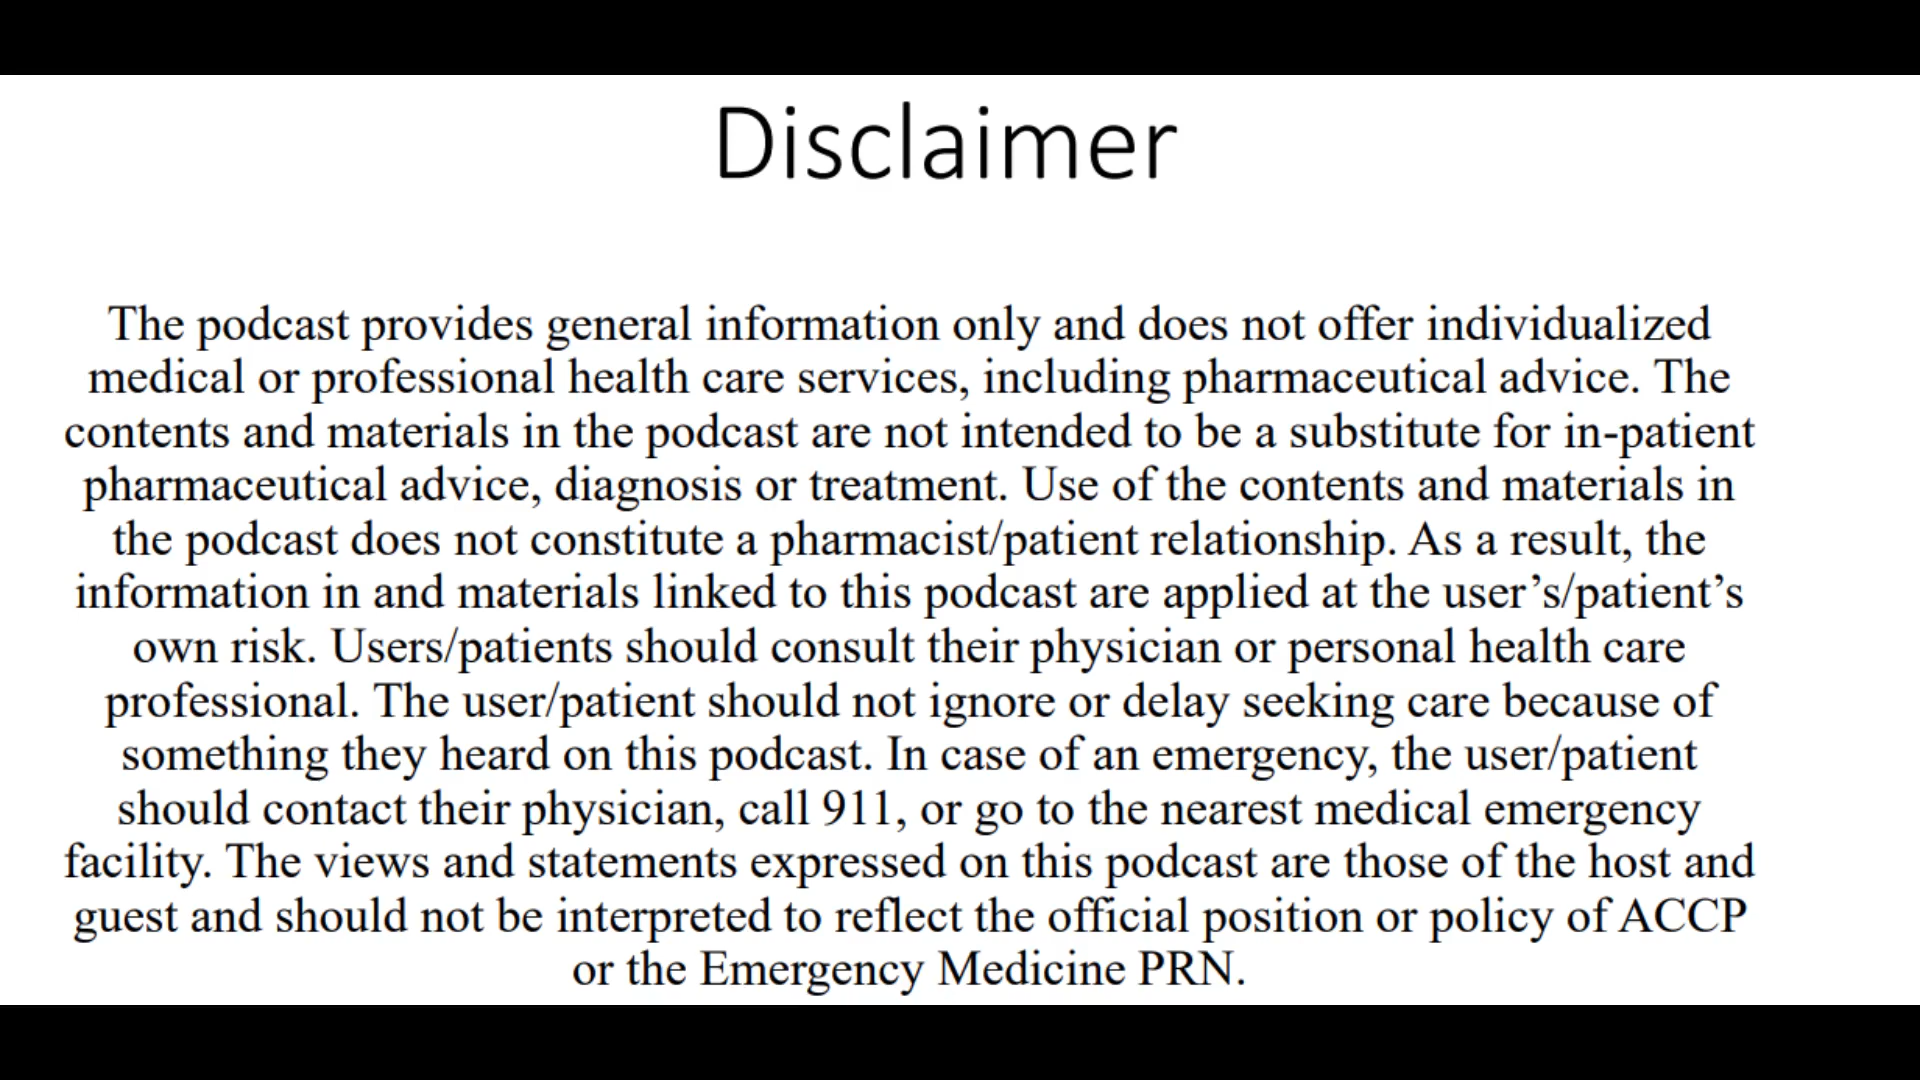 Disclaimer
The podcast provides general information only and does not offer individualized
medical or professional health care services, including pharmaceutical advice. The
contents and materials in the podcast are not intended to be a substitute for in-patient
pharmaceutical advice, diagnosis or treatment. Use of the contents and materials in
the podcast does not constitute a pharmacist/patient relationship. As a result, the
information in and materials linked to this podcast are applied at the user’s/patient’s
own risk. Users/patients should consult their physician or personal health care
professional. The user/patient should not ignore or delay seeking care because of
something they heard on this podcast. In case of an emergency, the user/patient
should contact their physician, call 911, or go to the nearest medical emergency
facility. The views and statements expressed on this podcast are those of the host and
guest and should not be interpreted to reflect the official position or policy of ACCP
or the Emergency Medicine PRN.